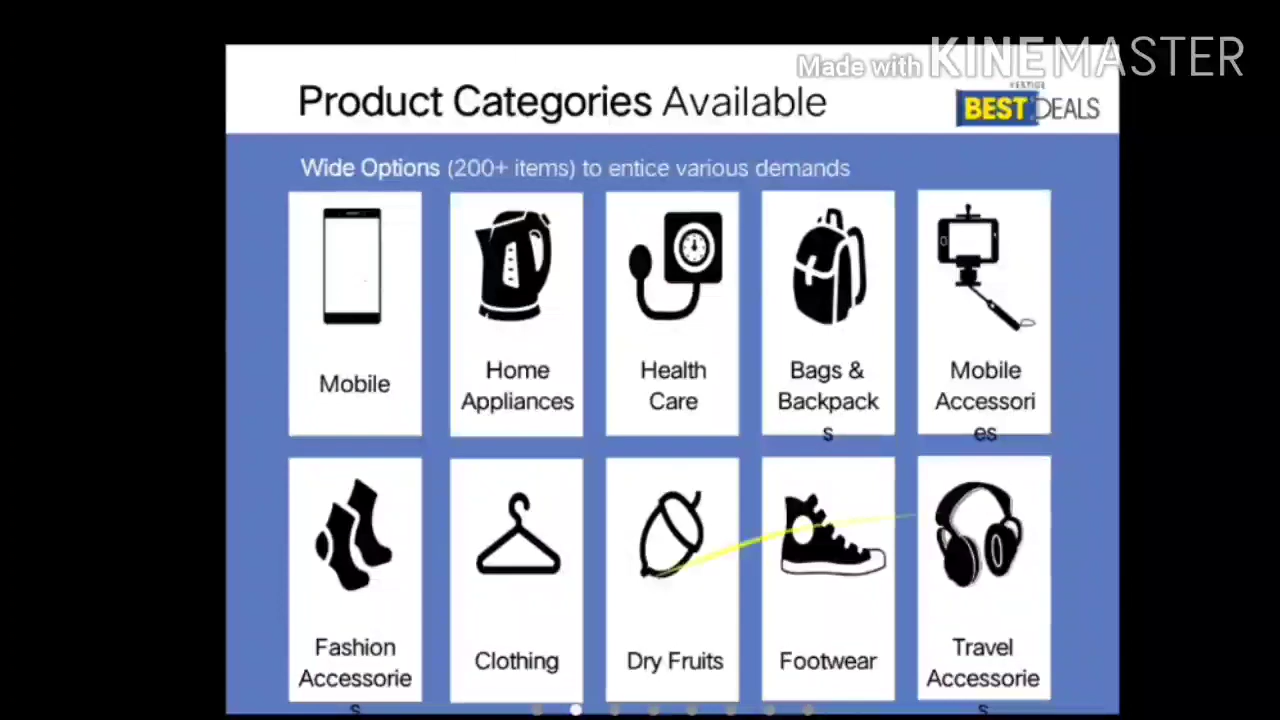 Made with KINEMASTER
Product Categories Available
VESTIGE
BEST DEALS
Wide Options (200+ items) to entice various demands
Mobile
Home
Appliances
Health
Care
Bags &
Backpack
s
Mobile
Accessori
es
Fashion
Accessorie
s
Clothing
Dry Fruits
Footwear
Travel
Accessorie
s